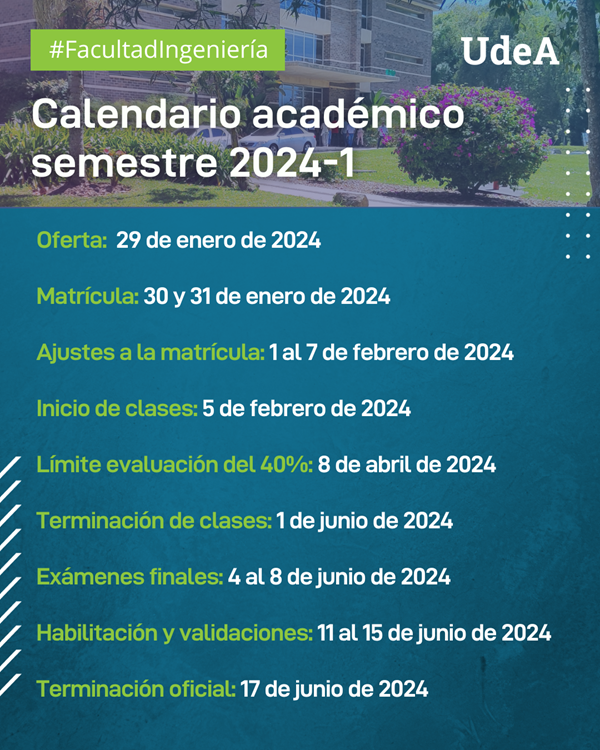 #FacultadIngeniería
UdeA
Calendario académico
semestre 2024-1
Oferta: 29 de enero de 2024
Matrícula: 30 y 31 de enero de 2024
Ajustes a la matrícula: 1 al 7 de febrero de 2024
Inicio de clases: 5 de febrero de 2024
Límite evaluación del 40%: 8 de abril de 2024
Terminación de clases: 1 de junio de 2024
Exámenes finales: 4 al 8 de junio de 2024
Habilitación y validaciones: 11 al 15 de junio de 2024
Terminación oficial: 17 de junio de 2024